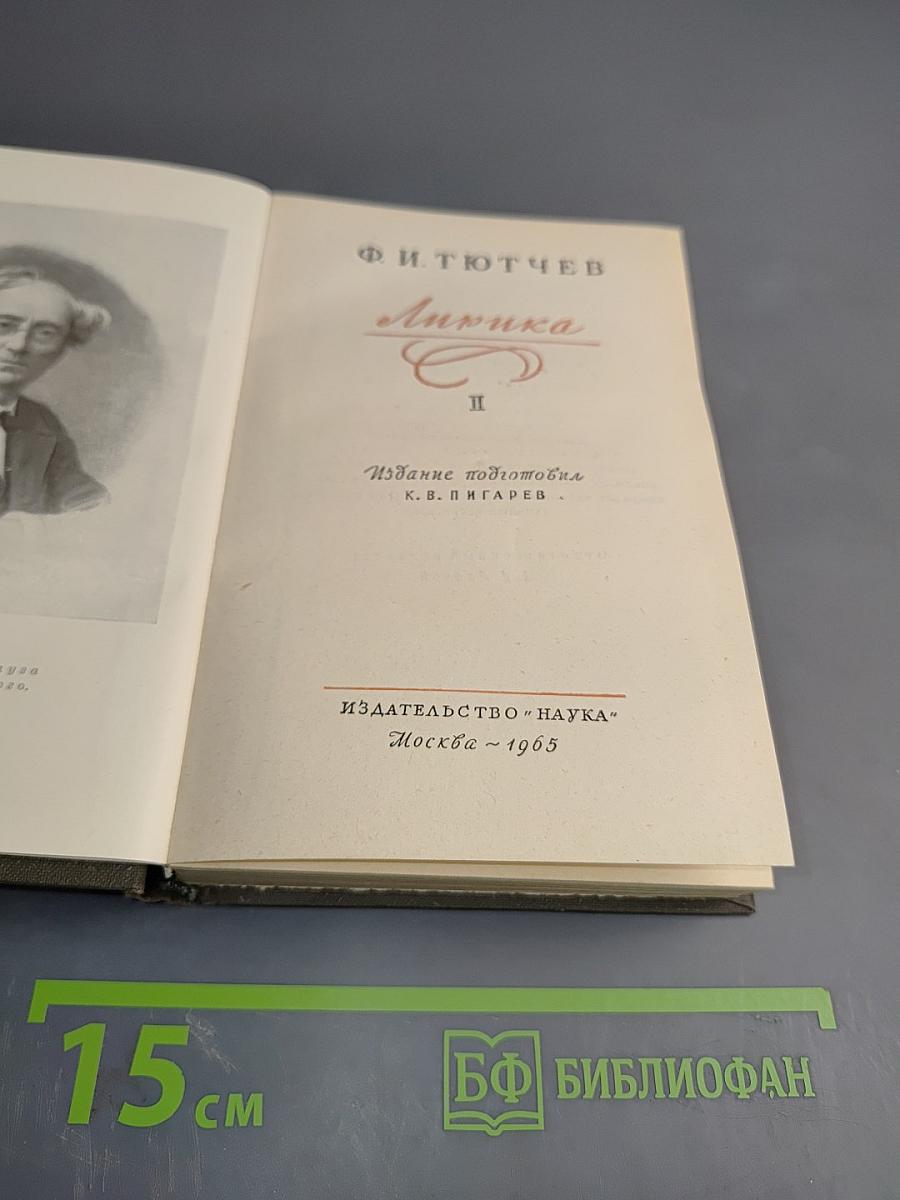 Ф. И. ТЮТЧЕВ
Лирика
II
Издание подготовил
К. В. ПИГАРЕВ
ИЗДАТЕЛЬСТВО "НАУКА"
Москва ~ 1965
15 см
БФ БИБЛИОФАН